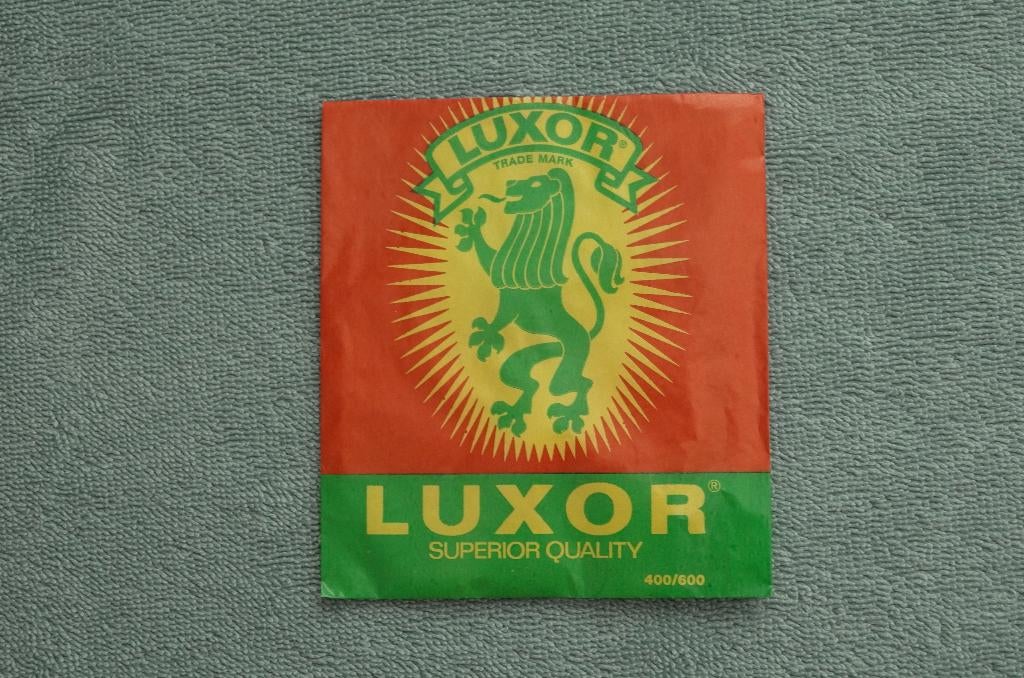 LUXOR®
TRADE MARK
LUXOR®
SUPERIOR QUALITY
400/600